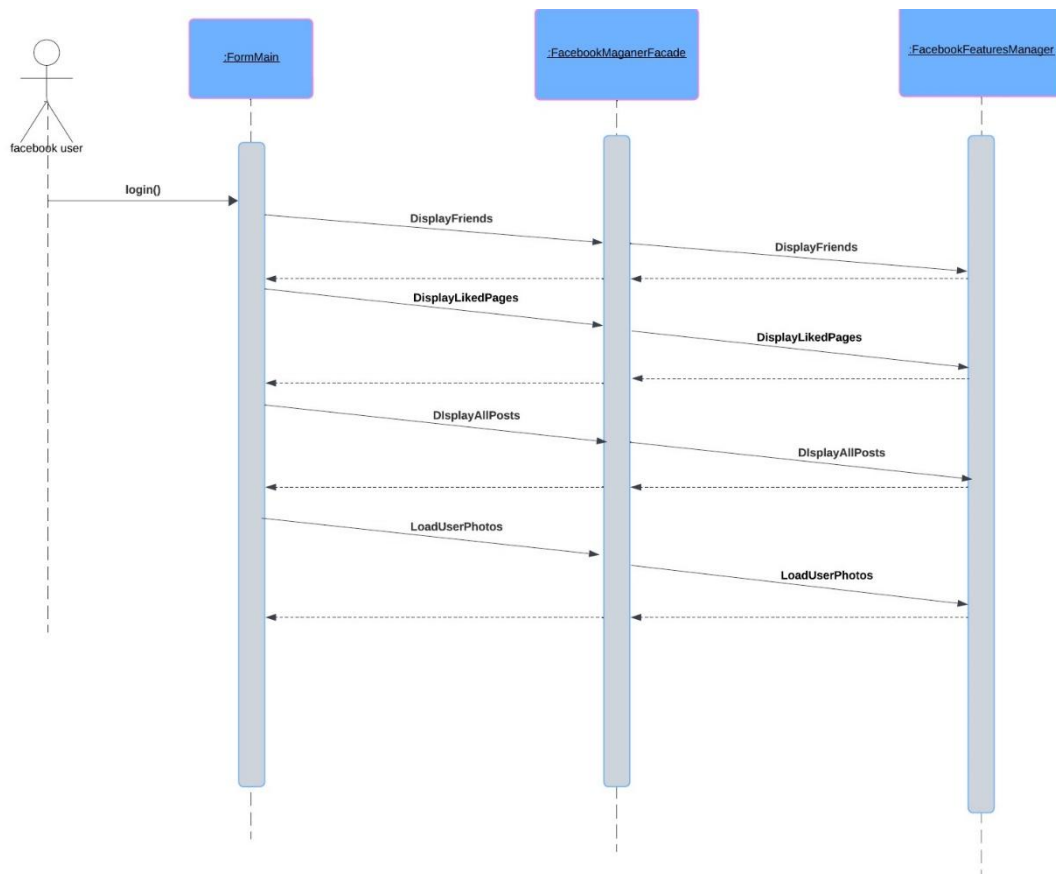 :FormMain
:FacebookMaganerFacade
:FacebookFeaturesManager
facebook user
login()
DisplayFriends
DisplayFriends
DisplayLikedPages
DisplayLikedPages
DIsplayAllPosts
DIsplayAllPosts
LoadUserPhotos
LoadUserPhotos